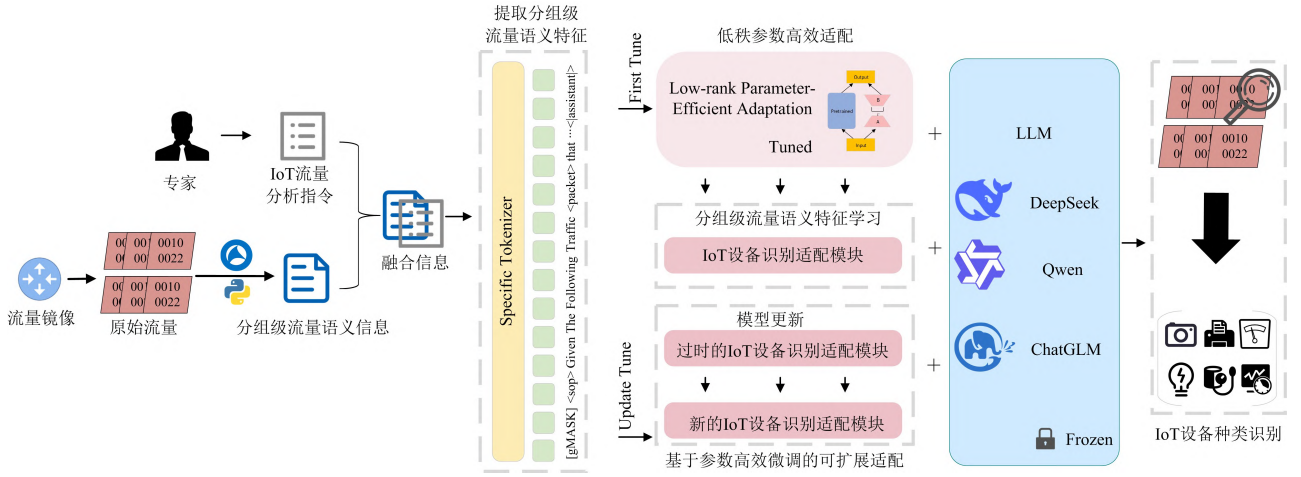 专家
IoT流量
分析指令
流量镜像
00 00 0010
00 00 0022
00 00 0010
00 00 0022
原始流量
分组级流量语义信息
融合信息
提取分组级
流量语义特征
Specific Tokenizer
[gMASK] <sop> Given The Following Traffic <packet> that ···<|assistant|>
First Tune
低秩参数高效适配
Low-rank Parameter-
Efficient Adaptation
Tuned
Output
Pretrained
B
A
Input
分组级流量语义特征学习
IoT设备识别适配模块
Update Tune
模型更新
过时的IoT设备识别适配模块
新的IoT设备识别适配模块
基于参数高效微调的可扩展适配
+
+
+
LLM
DeepSeek
Qwen
ChatGLM
Frozen
00 00 0010
00 00 0022
00 00 0010
00 00 0022
IoT设备种类识别